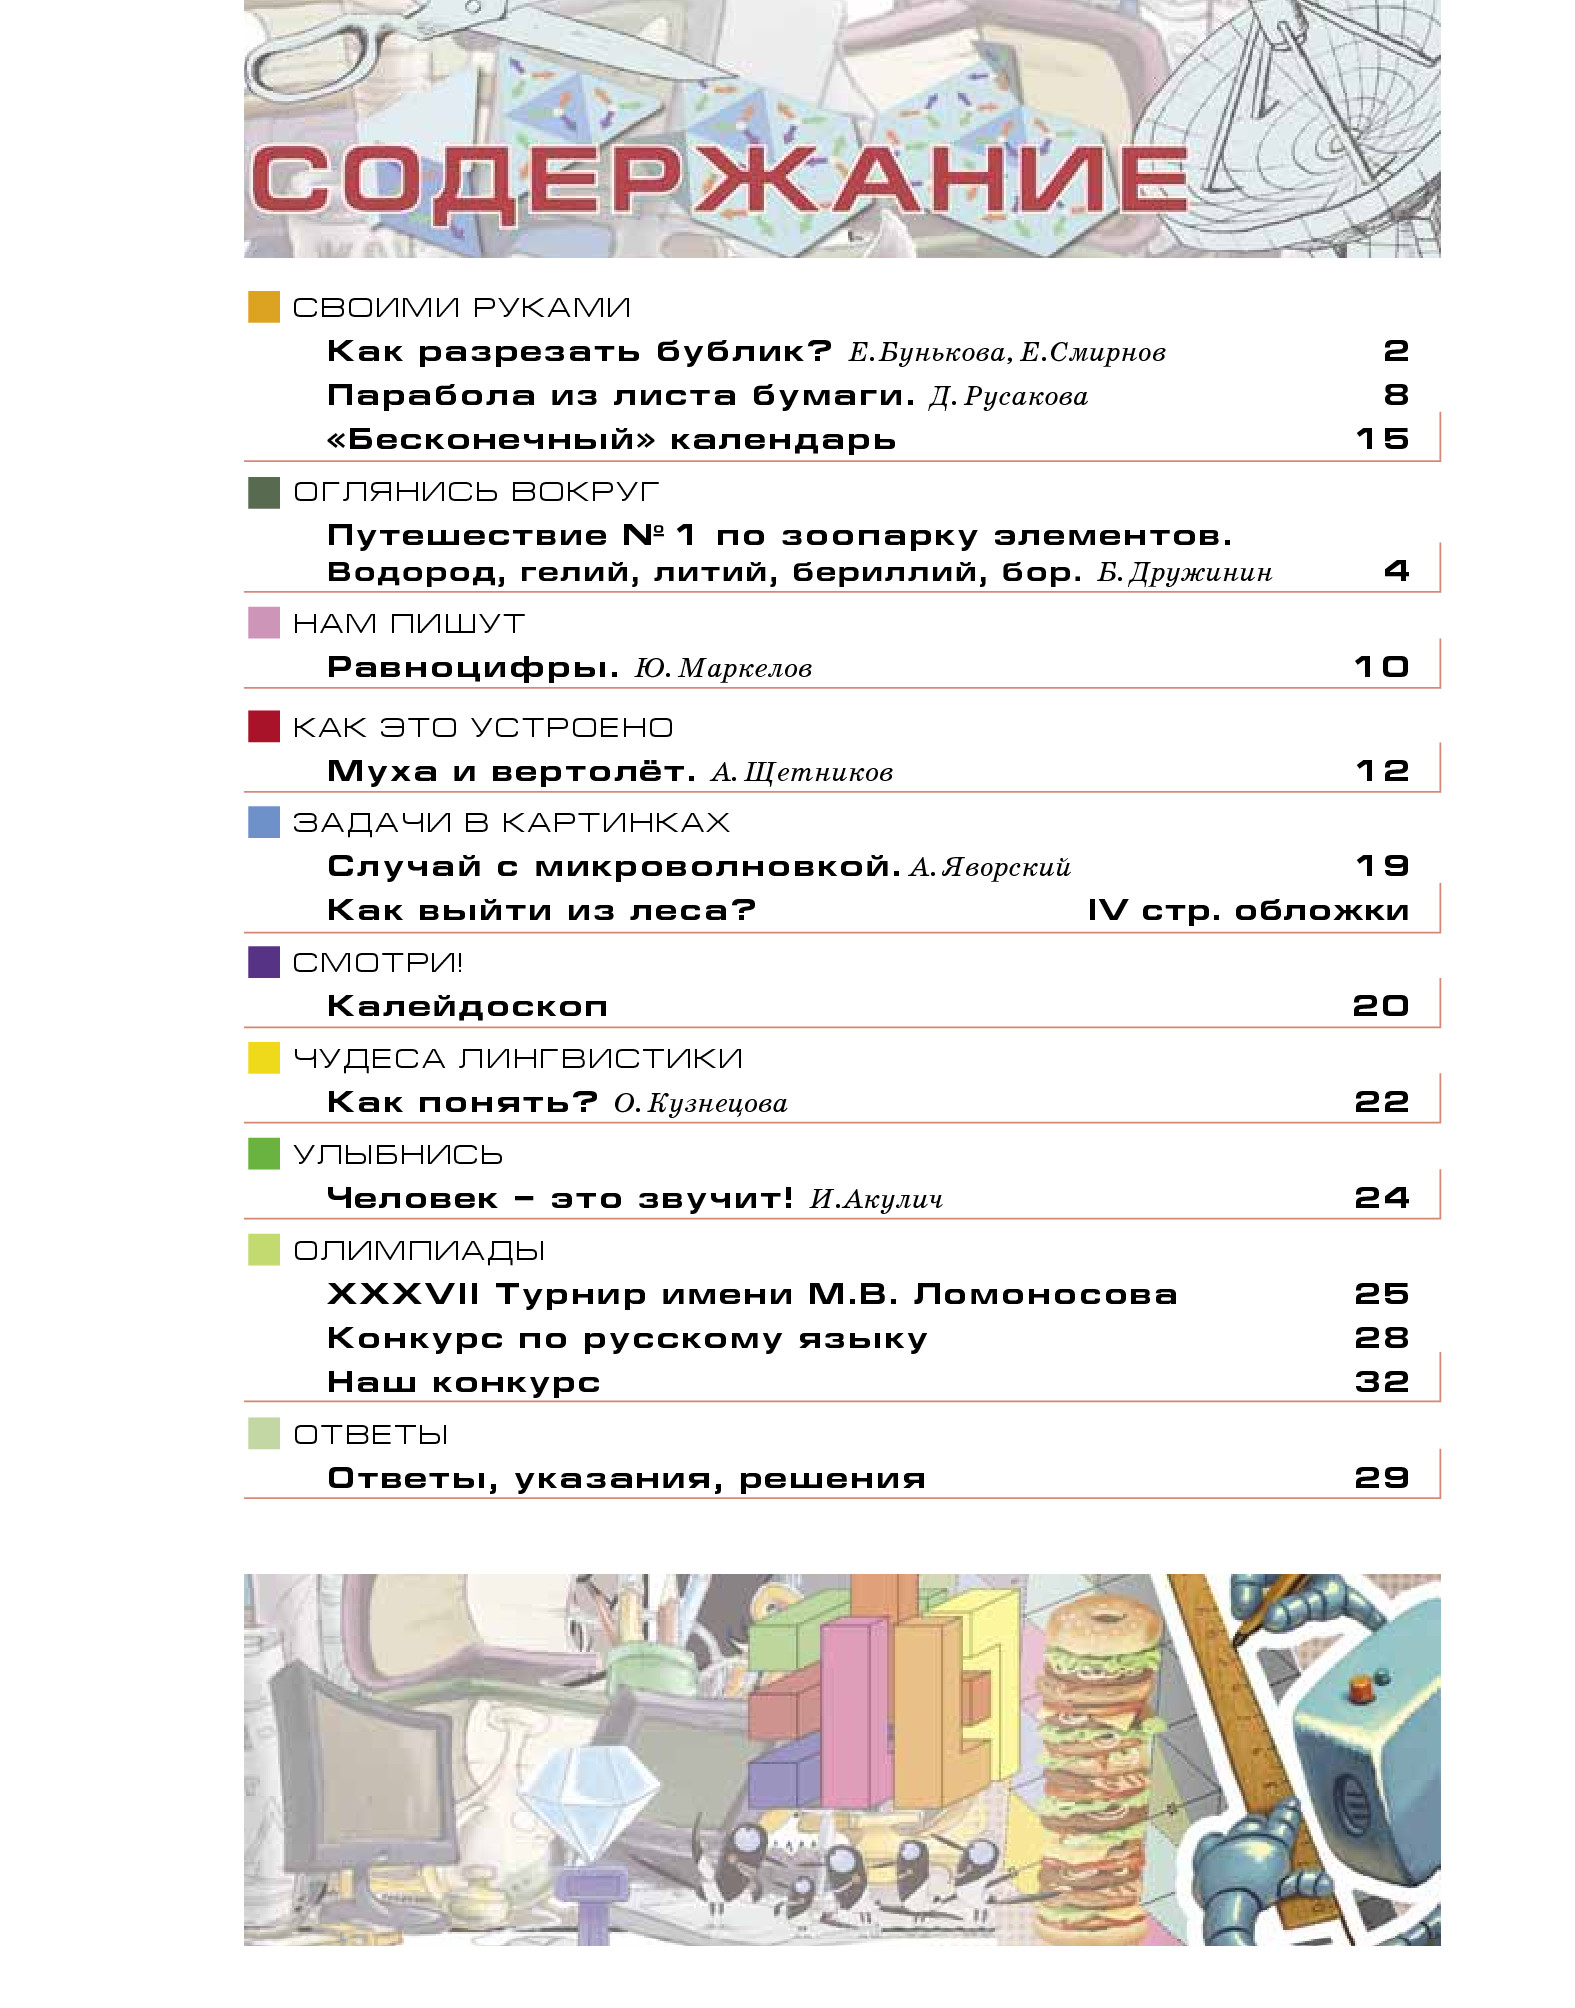 СОДЕРЖАНИЕ
СВОИМИ РУКАМИ
Как разрезать бублик? Е.Бунькова, Е.Смирнов 2
Парабола из листа бумаги. Д. Русакова 8
«Бесконечный» календарь 15
ОГЛЯНИСЬ ВОКРУГ
Путешествие № 1 по зоопарку элементов.
Водород, гелий, литий, бериллий, бор. Б. Дружинин 4
НАМ ПИШУТ
Равноцифры. Ю. Маркелов 10
КАК ЭТО УСТРОЕНО
Муха и вертолёт. А. Щетников 12
ЗАДАЧИ В КАРТИНКАХ
Случай с микроволновкой. А. Яворский 19
Как выйти из леса? IV стр. обложки
СМОТРИ!
Калейдоскоп 20
ЧУДЕСА ЛИНГВИСТИКИ
Как понять? О. Кузнецова 22
УЛЫБНИСЬ
Человек – это звучит! И.Акулич 24
ОЛИМПИАДЫ
XXXVII Турнир имени М.В. Ломоносова 25
Конкурс по русскому языку 28
Наш конкурс 32
ОТВЕТЫ
Ответы, указания, решения 29